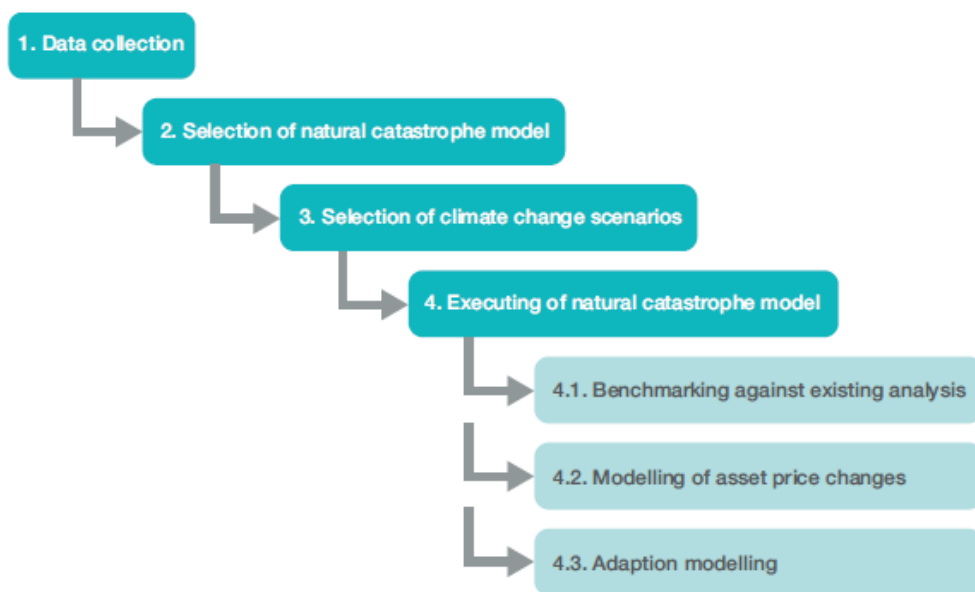 1. Data collection
2. Selection of natural catastrophe model
3. Selection of climate change scenarios
4. Executing of natural catastrophe model
4.1. Benchmarking against existing analysis
4.2. Modelling of asset price changes
4.3. Adaption modelling